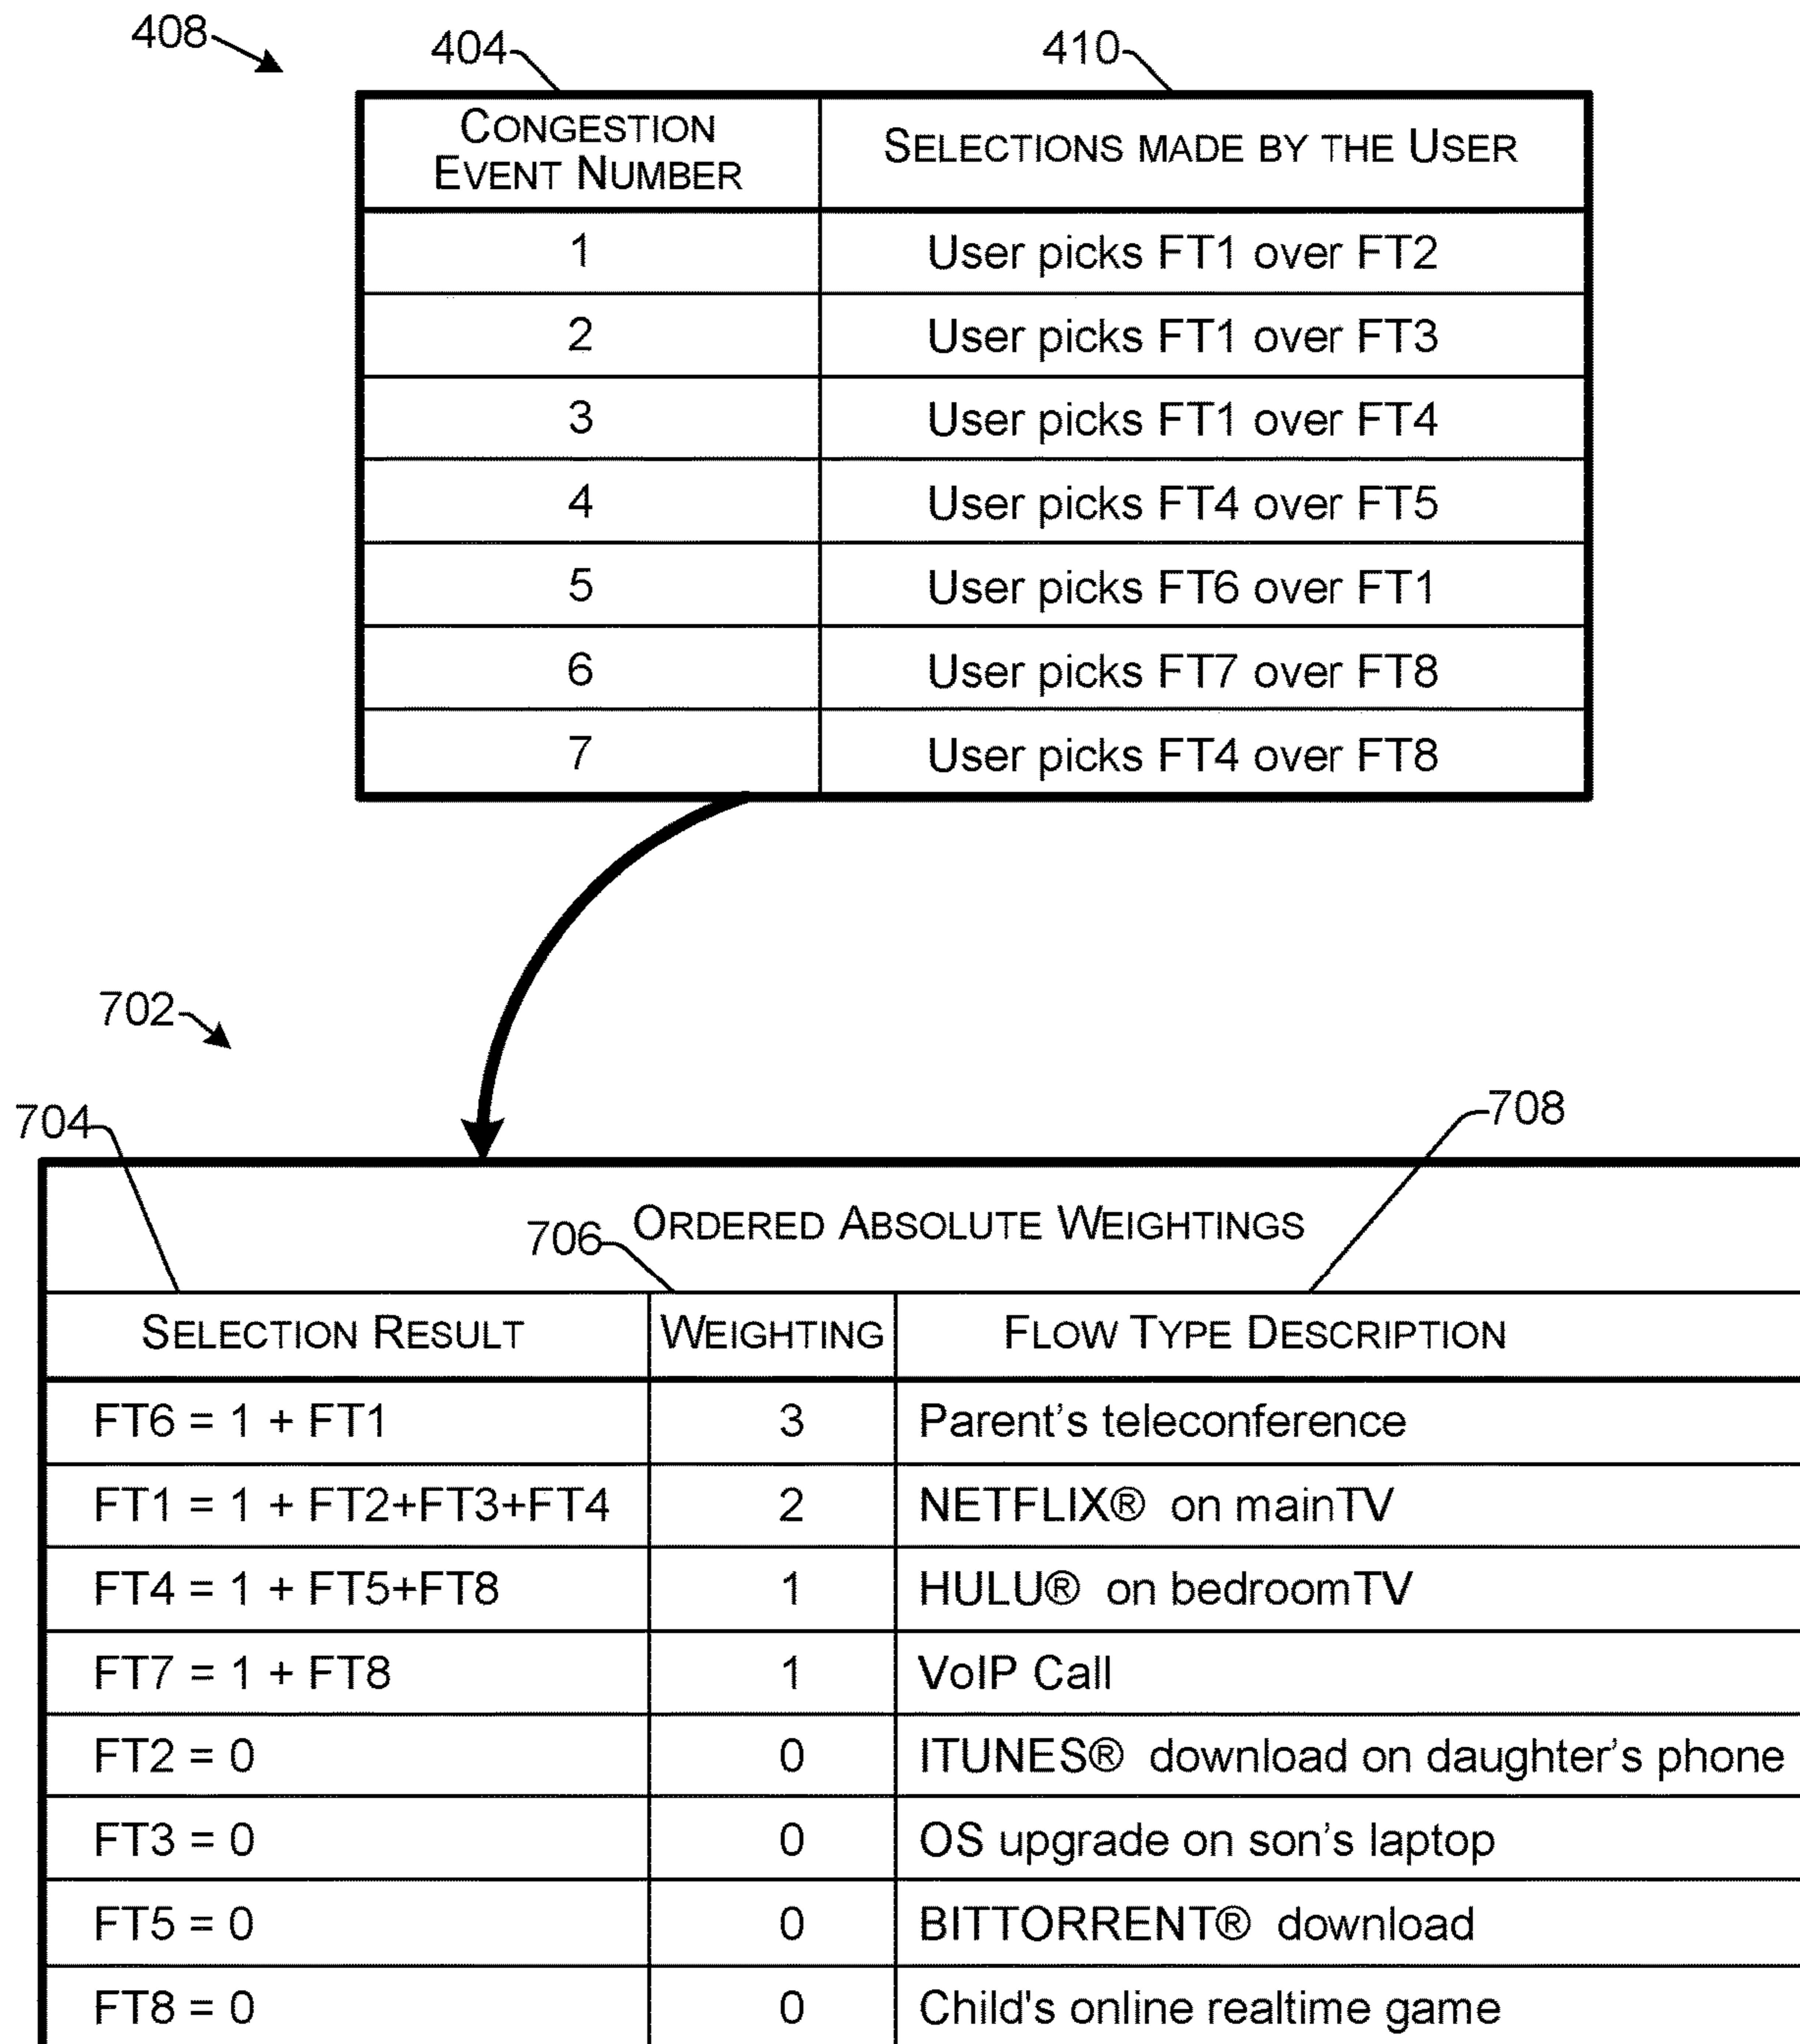 408
404
410
CONGESTION
EVENT NUMBER
SELECTIONS MADE BY THE USER
1 User picks FT1 over FT2
2 User picks FT1 over FT3
3 User picks FT1 over FT4
4 User picks FT4 over FT5
5 User picks FT6 over FT1
6 User picks FT7 over FT8
7 User picks FT4 over FT8
702
704
708
706
ORDERED ABSOLUTE WEIGHTINGS
SELECTION RESULT WEIGHTING FLOW TYPE DESCRIPTION
FT6 = 1 + FT1 3 Parent's teleconference
FT1 = 1 + FT2+FT3+FT4 2 NETFLIX® on mainTV
FT4 = 1 + FT5+FT8 1 HULU® on bedroomTV
FT7 = 1 + FT8 1 VoIP Call
FT2 = 0 0 ITUNES® download on daughter's phone
FT3 = 0 0 OS upgrade on son's laptop
FT5 = 0 0 BITTORRENT® download
FT8 = 0 0 Child's online realtime game